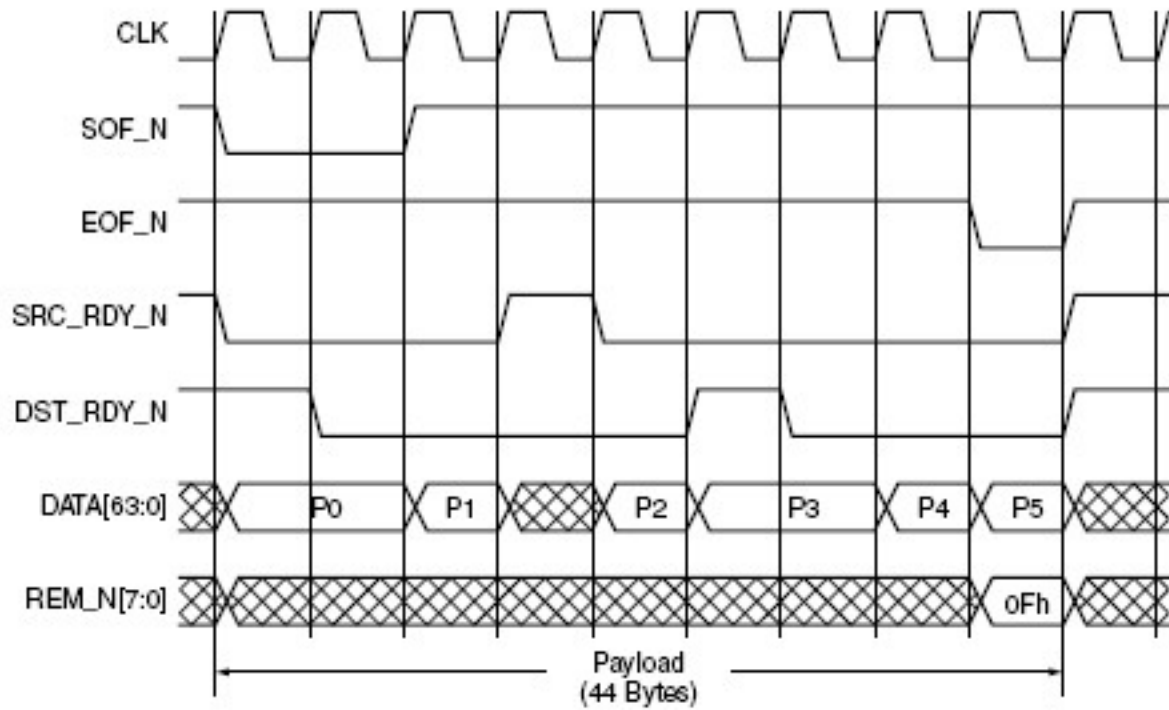 CLK
SOF_N
EOF_N
SRC_RDY_N
DST_RDY_N
DATA[63:0]
P0
P1
P2
P3
P4
P5
REM_N[7:0]
oFh
Payload
(44 Bytes)